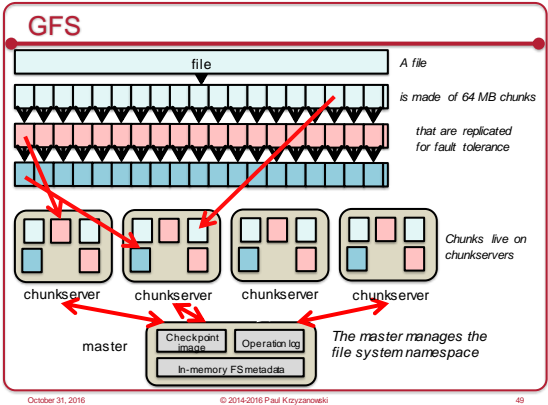 GFS
file
A file
is made of 64 MB chunks
that are replicated
for fault tolerance
Chunks live on
chunkservers
chunkserver
chunkserver
chunkserver
chunkserver
master
Checkpoint
image
Operation log
In-memory FS metadata
The master manages the
file system namespace
October 31, 2016
© 2014-2016 Paul Krzyzanowski
49